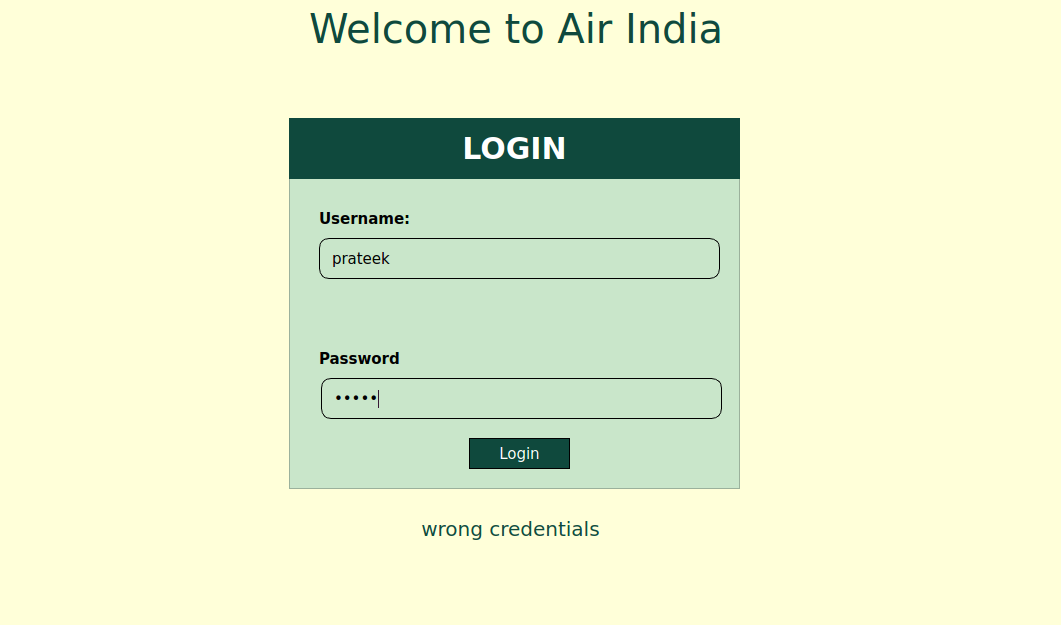 Welcome to Air India
LOGIN
Username:
prateek
Password
•••••
Login
wrong credentials